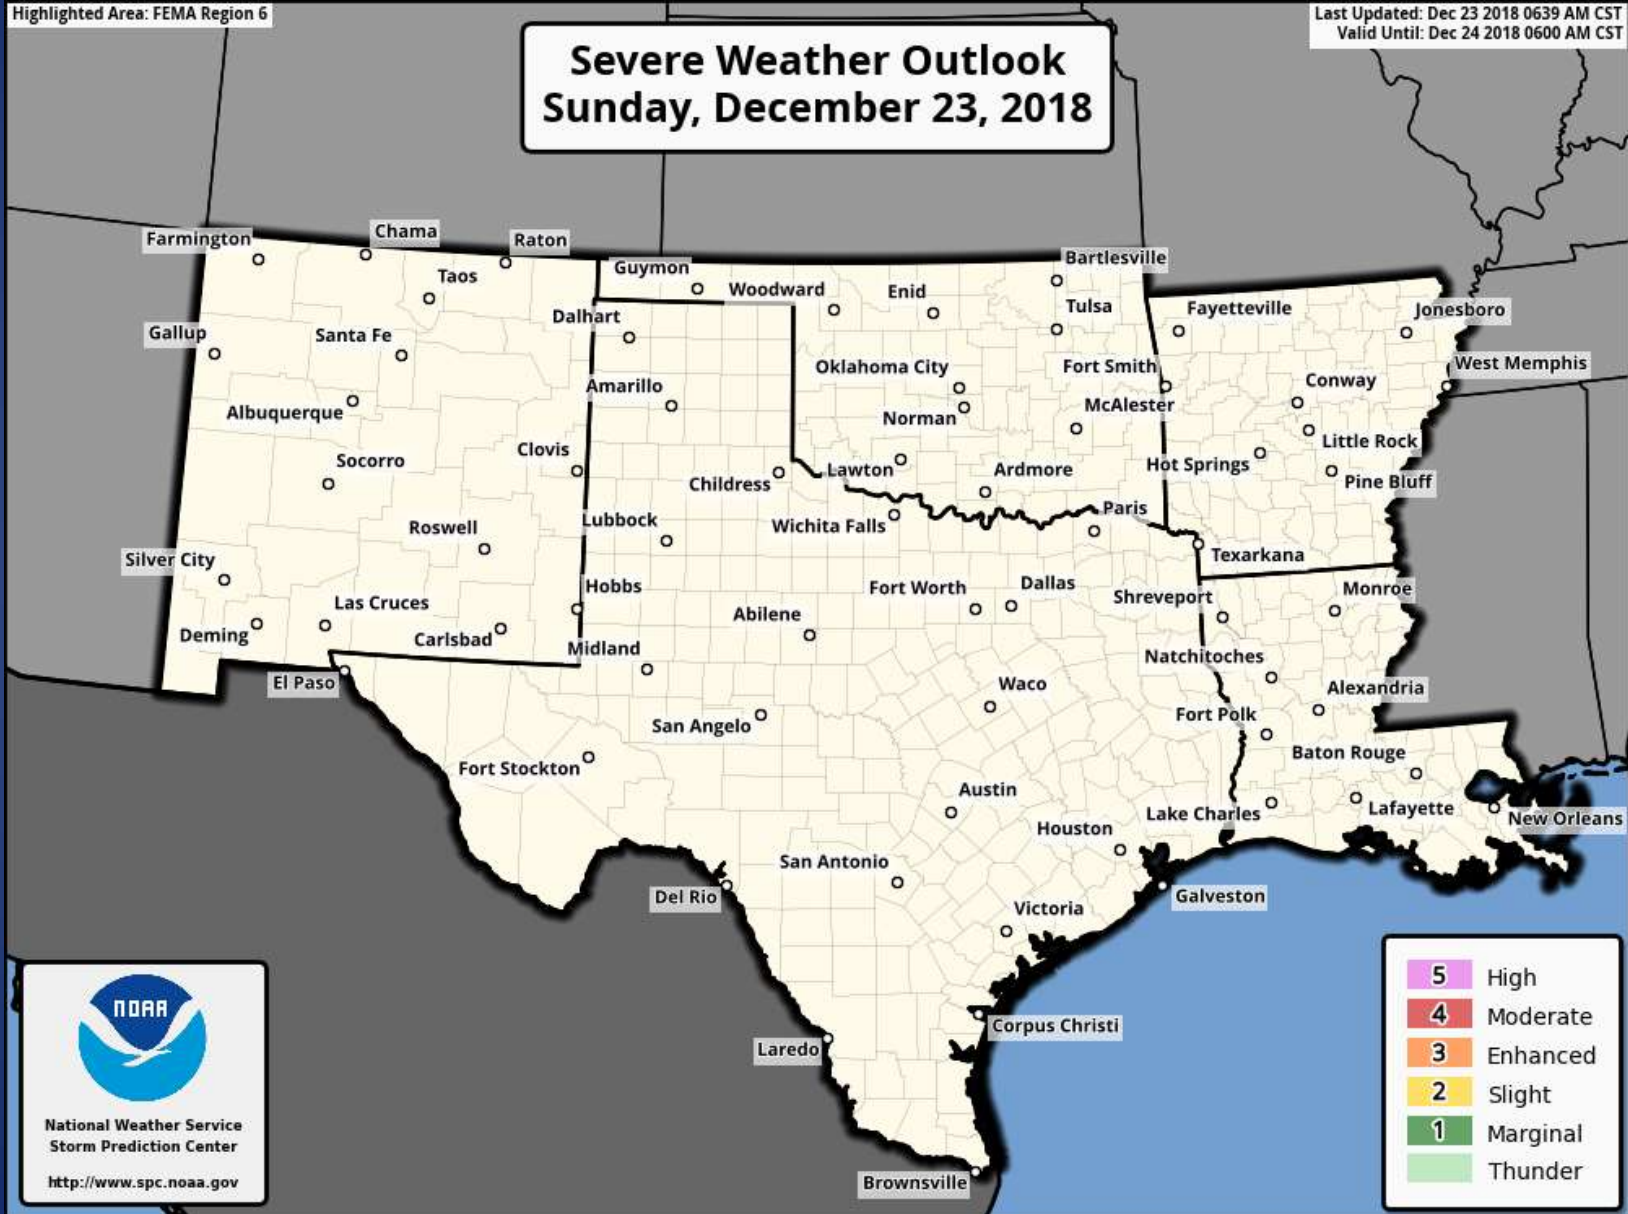 Highlighted Area: FEMA Region 6
Last Updated: Dec 23 2018 0639 AM CST
Valid Until: Dec 24 2018 0600 AM CST
Severe Weather Outlook
Sunday, December 23, 2018
Farmington
Chama
Raton
Taos
Guymon
Woodward
Enid
Bartlesville
Tulsa
Fayetteville
Jonesboro
Gallup
Santa Fe
Dalhart
Oklahoma City
Fort Smith
West Memphis
Conway
Albuquerque
Amarillo
Norman
McAlester
Little Rock
Socorro
Clovis
Childress
Lawton
Ardmore
Hot Springs
Pine Bluff
Roswell
Lubbock
Wichita Falls
Paris
Texarkana
Silver City
Hobbs
Fort Worth
Dallas
Shreveport
Monroe
Las Cruces
Abilene
Deming
Carlsbad
Midland
Natchitoches
El Paso
Waco
Alexandria
San Angelo
Fort Polk
Fort Stockton
Baton Rouge
Austin
Lake Charles
Lafayette
New Orleans
Houston
San Antonio
Del Rio
Galveston
Victoria
Corpus Christi
Laredo
Brownsville
NOAA
National Weather Service
Storm Prediction Center
http://www.spc.noaa.gov
5 High
4 Moderate
3 Enhanced
2 Slight
1 Marginal
Thunder